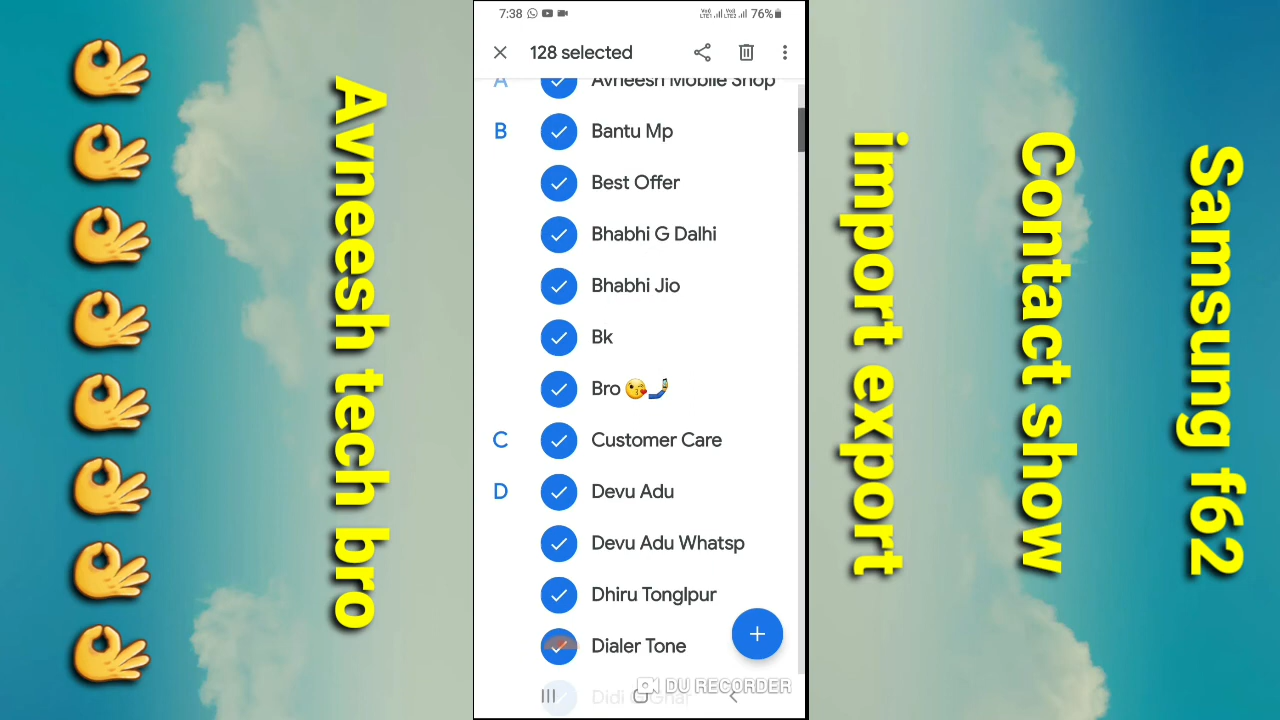 Avneesh tech bro
7:38
LTE1 LTE2 76%
128 selected
A Avneesh Mobile Shop
B Bantu Mp
Best Offer
Bhabhi G Dalhi
Bhabhi Jio
Bk
Bro 😘🤳
C Customer Care
D Devu Adu
Devu Adu Whatsp
Dhiru Tonglpur
Dialer Tone
DU RECORDER
Samsung f62
Contact show
import export